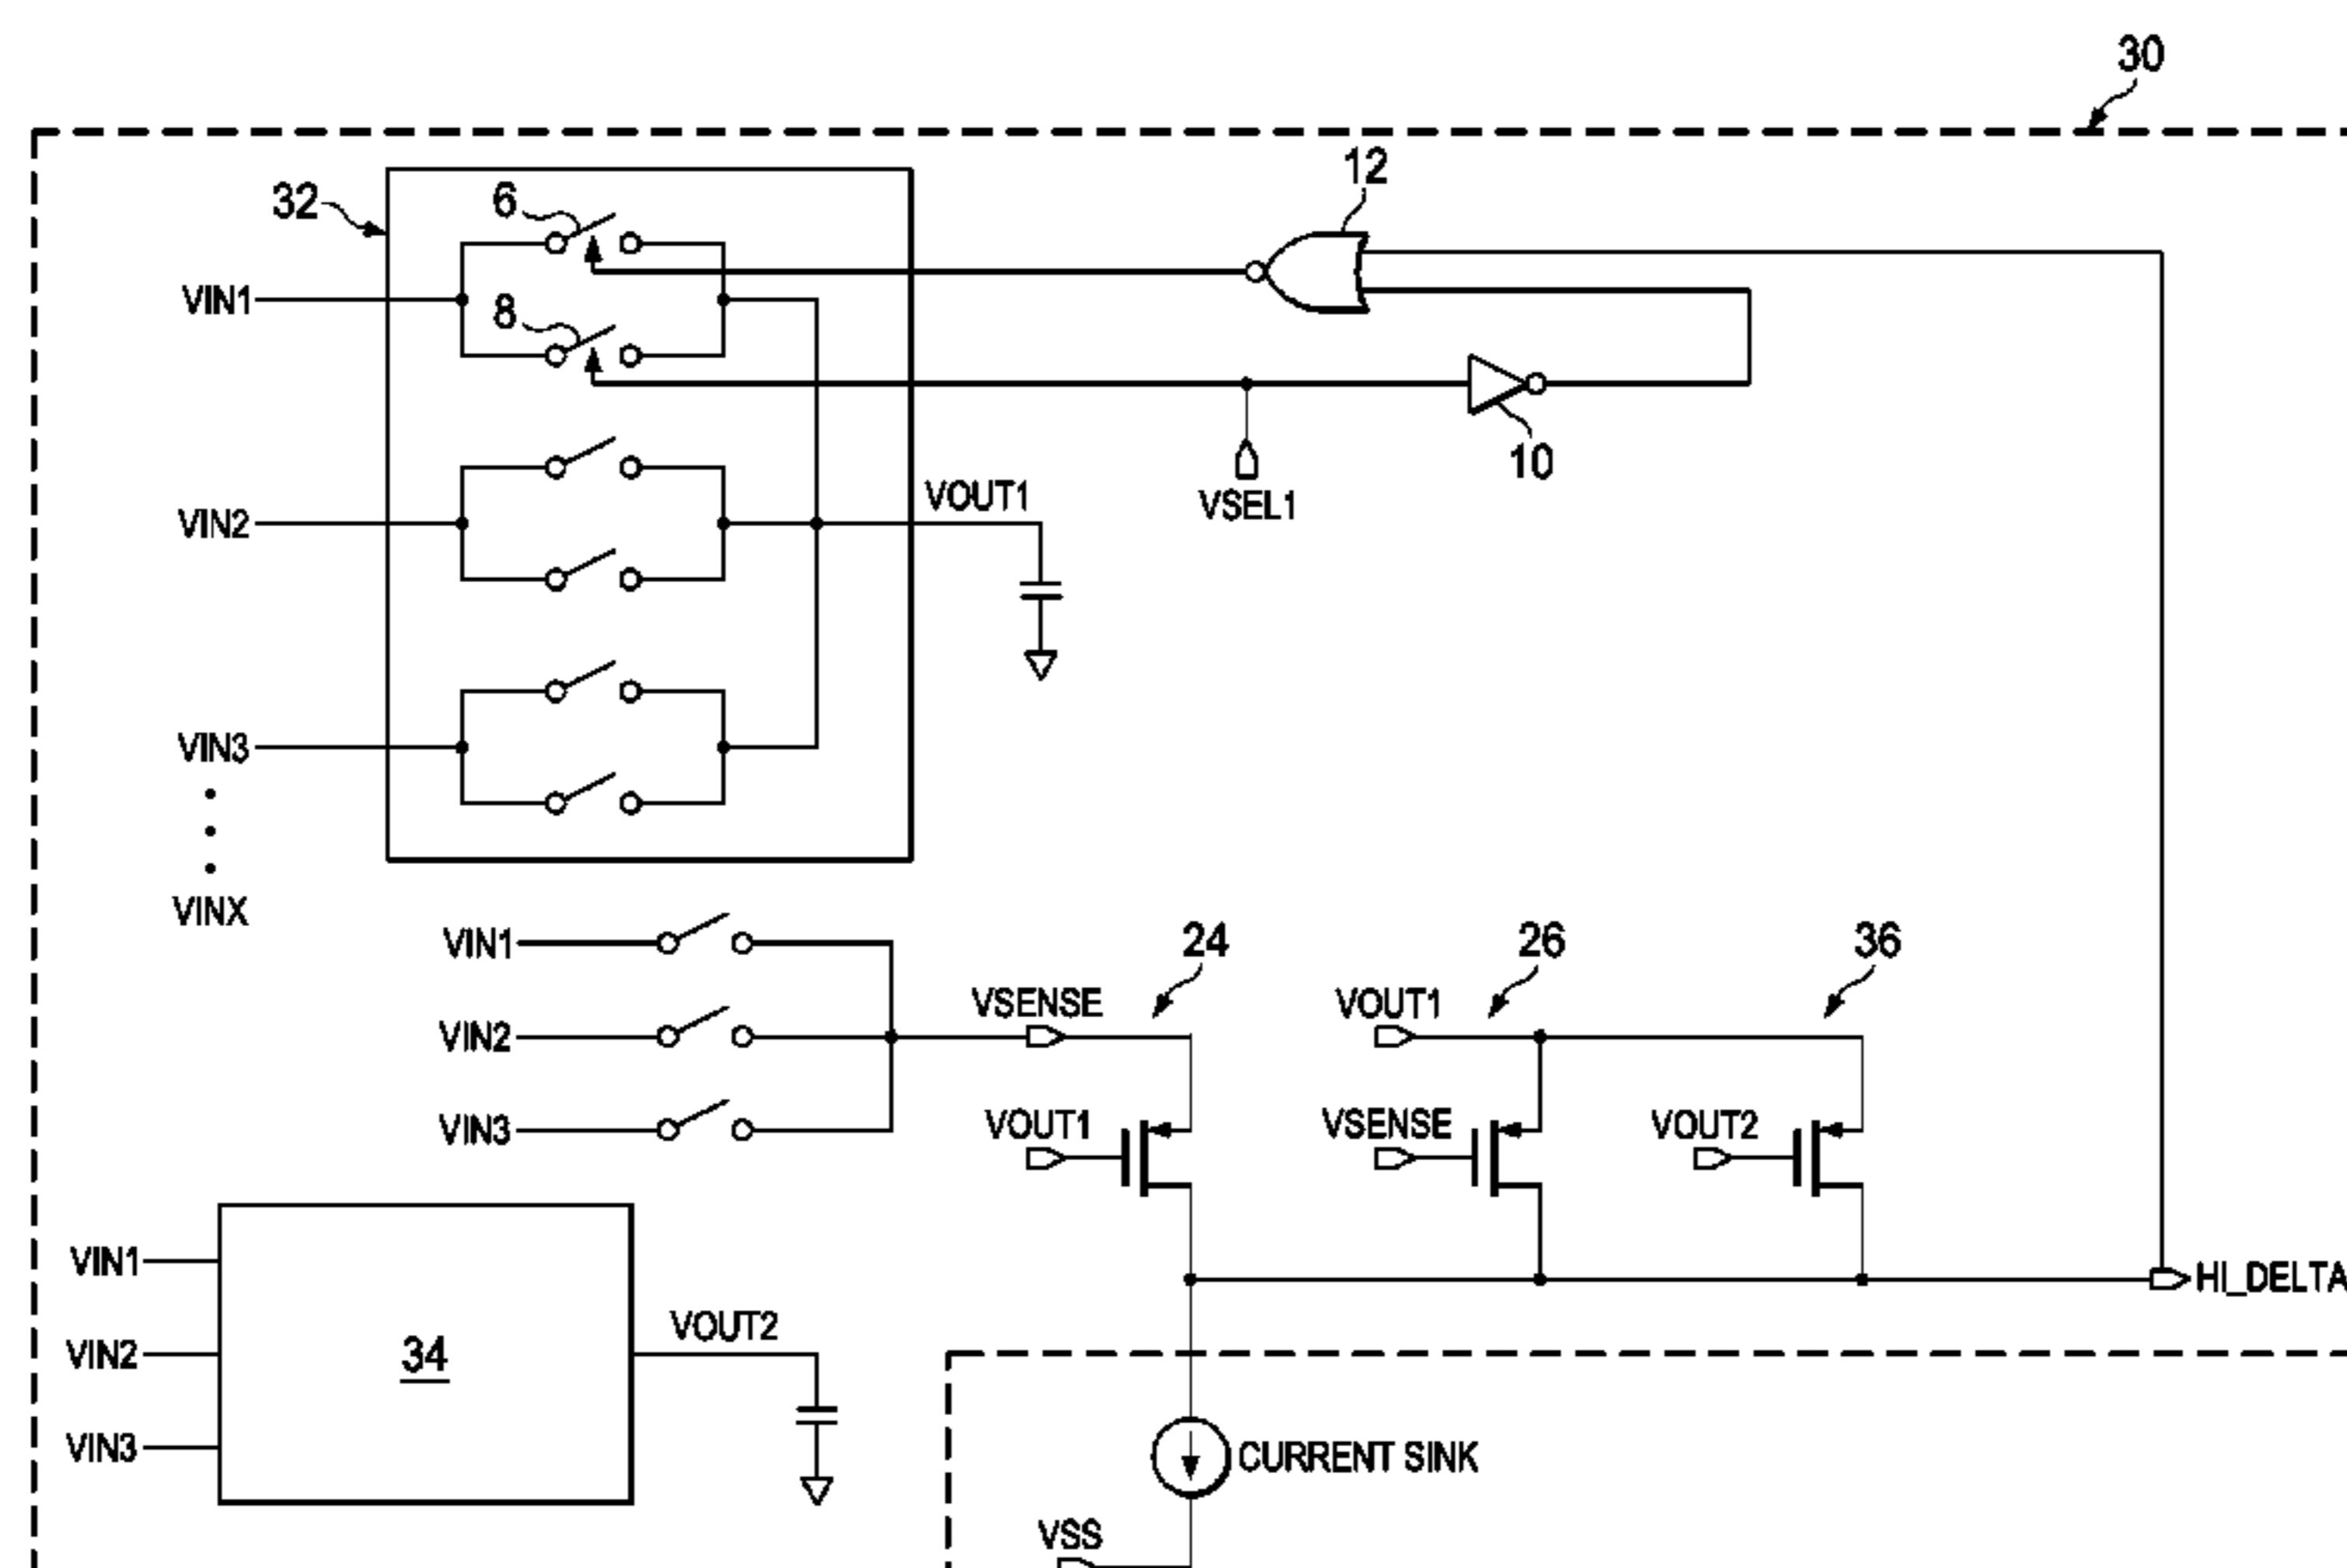 30
12
32
6
VIN1
8
10
VOUT1
VSEL1
VIN2
VIN3
VINX
VIN1
24
26
36
VSENSE
VOUT1
VIN2
VOUT1
VSENSE
VOUT2
VIN3
VIN1
HI_DELTA
VOUT2
VIN2
34
VIN3
CURRENT SINK
VSS